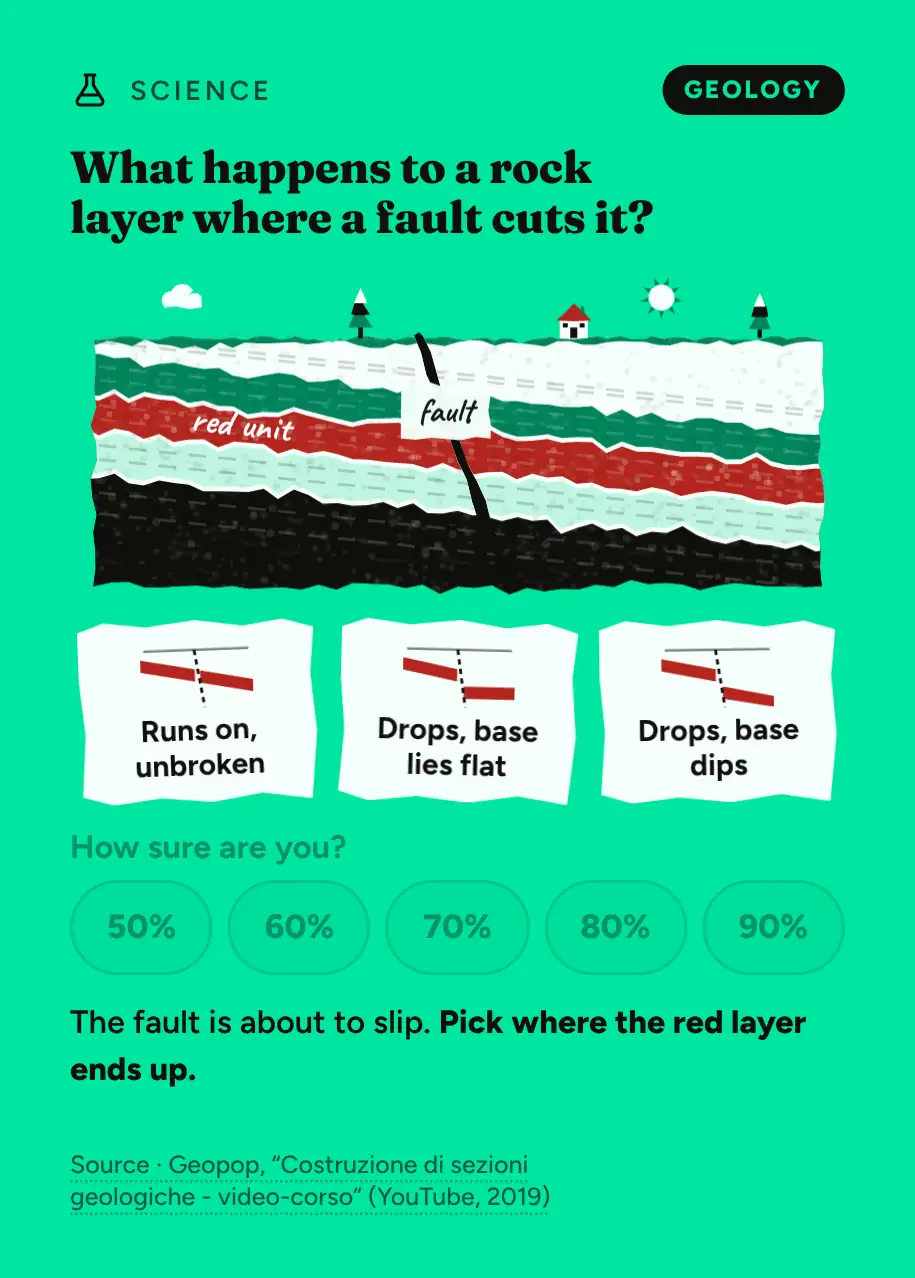 SCIENCE
GEOLOGY
What happens to a rock
layer where a fault cuts it?
fault
red unit
Runs on,
unbroken
Drops, base
lies flat
Drops, base
dips
How sure are you?
50%
60%
70%
80%
90%
The fault is about to slip. Pick where the red layer
ends up.
Source · Geopop, “Costruzione di sezioni
geologiche - video-corso” (YouTube, 2019)